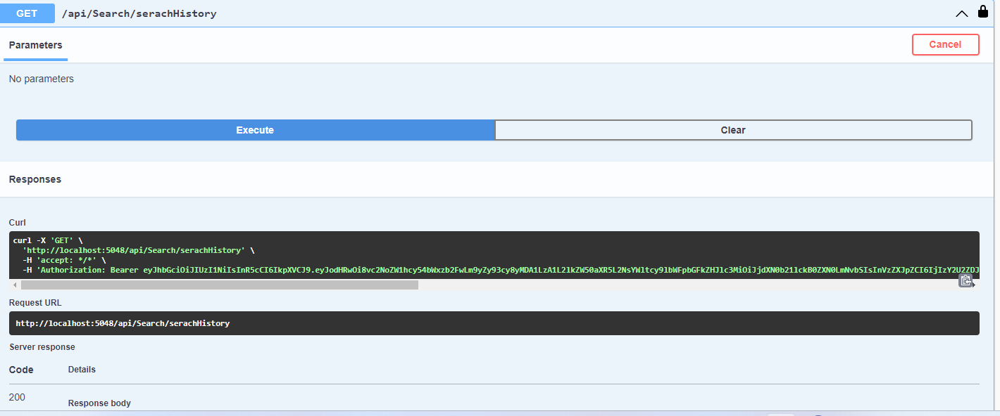 GET /api/Search/serachHistory
Parameters
Cancel
No parameters
Execute
Clear
Responses
Curl
curl -X 'GET' \
'http://localhost:5048/api/Search/serachHistory' \
-H 'accept: */*' \
-H 'Authorization: Bearer
Request URL
http://localhost:5048/api/Search/serachHistory
Server response
Code Details
200
Response body